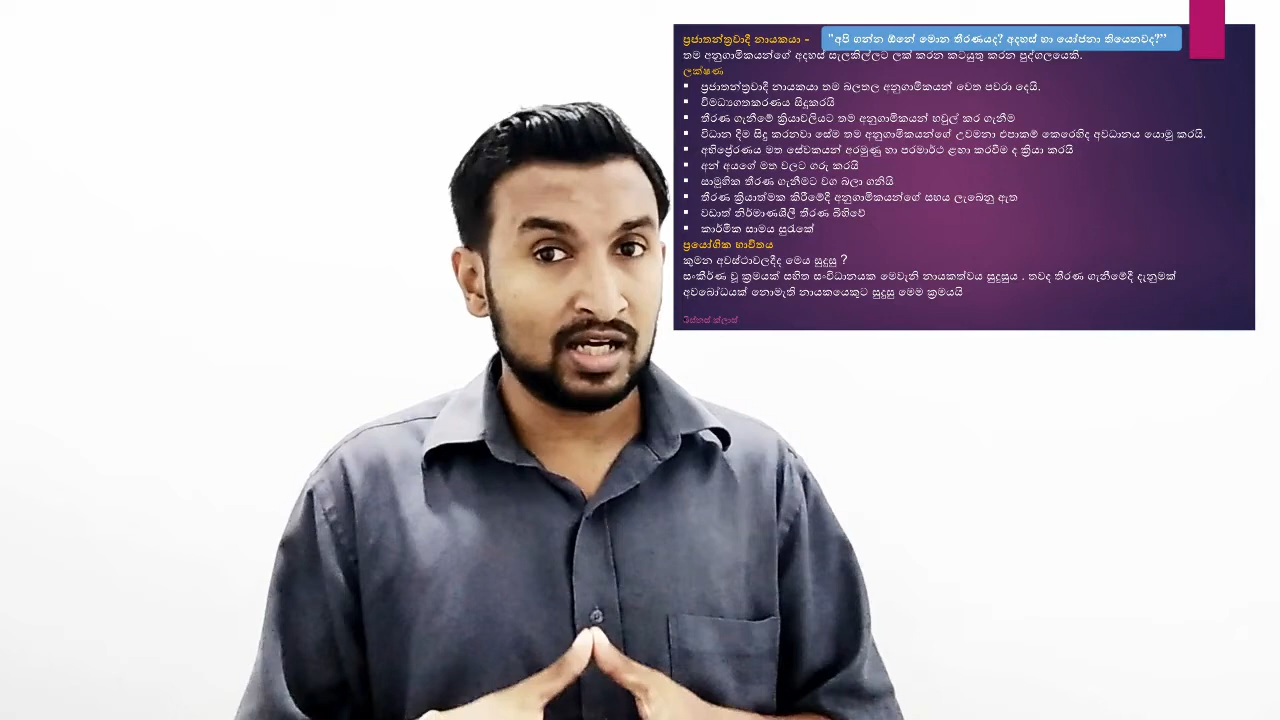 ප්‍රජාතන්ත්‍රවාදී නායකයා - "අපි ගන්න ඕනේ මොන තීරණයද? අදහස් හා යෝජනා තියෙනවද?’’
තම අනුගාමිකයන්ගේ අදහස් සැලකිල්ලට ලක් කරන කටයුතු කරන පුද්ගලයෙකි.
ලක්ෂණ
▪ ප්‍රජාතන්ත්‍රවාදී නායකයා තම බලතල අනුගාමිකයන් වෙත පවරා දෙයි.
▪ විමධ්‍යගතකරණය සිදුකරයි
▪ තීරණ ගැනීමේ ක්‍රියාවලියට තම අනුගාමිකයන් හවුල් කර ගැනීම
▪ විධාන දීම සිදු කරනවා සේම තම අනුගාමිකයන්ගේ උවමනා එපාකම් කෙරෙහිද අවධානය යොමු කරයි.
▪ අභිප්‍රේරණය මත සේවකයන් අරමුණු හා පරමාර්ථ ළඟා කරවීම ද ක්‍රියා කරයි
▪ අන් අයගේ මත වලට ගරු කරයි
▪ සාමුහික තීරණ ගැනීමට වග බලා ගනියි
▪ තීරණ ක්‍රියාත්මක කිරීමේදී අනුගාමිකයන්ගේ සහය ලැබෙනු ඇත
▪ වඩාත් නිර්මාණශීලී තීරණ බිහිවේ
▪ කාර්මික සාමය සුරැකේ
ප්‍රයෝගික භාවිතය
කුමන අවස්ථාවලදීද මෙය සුදුසු ?
සංකීර්ණ වූ ක්‍රමයක් සහිත සංවිධානයක මෙවැනි නායකත්වය සුදුසුය . තවද තීරණ ගැනීමේදී දැනුමක්
අවබෝධයක් නොමැති නායකයෙකුට සුදුසු මෙම ක්‍රමයයි
ක්ලාස්